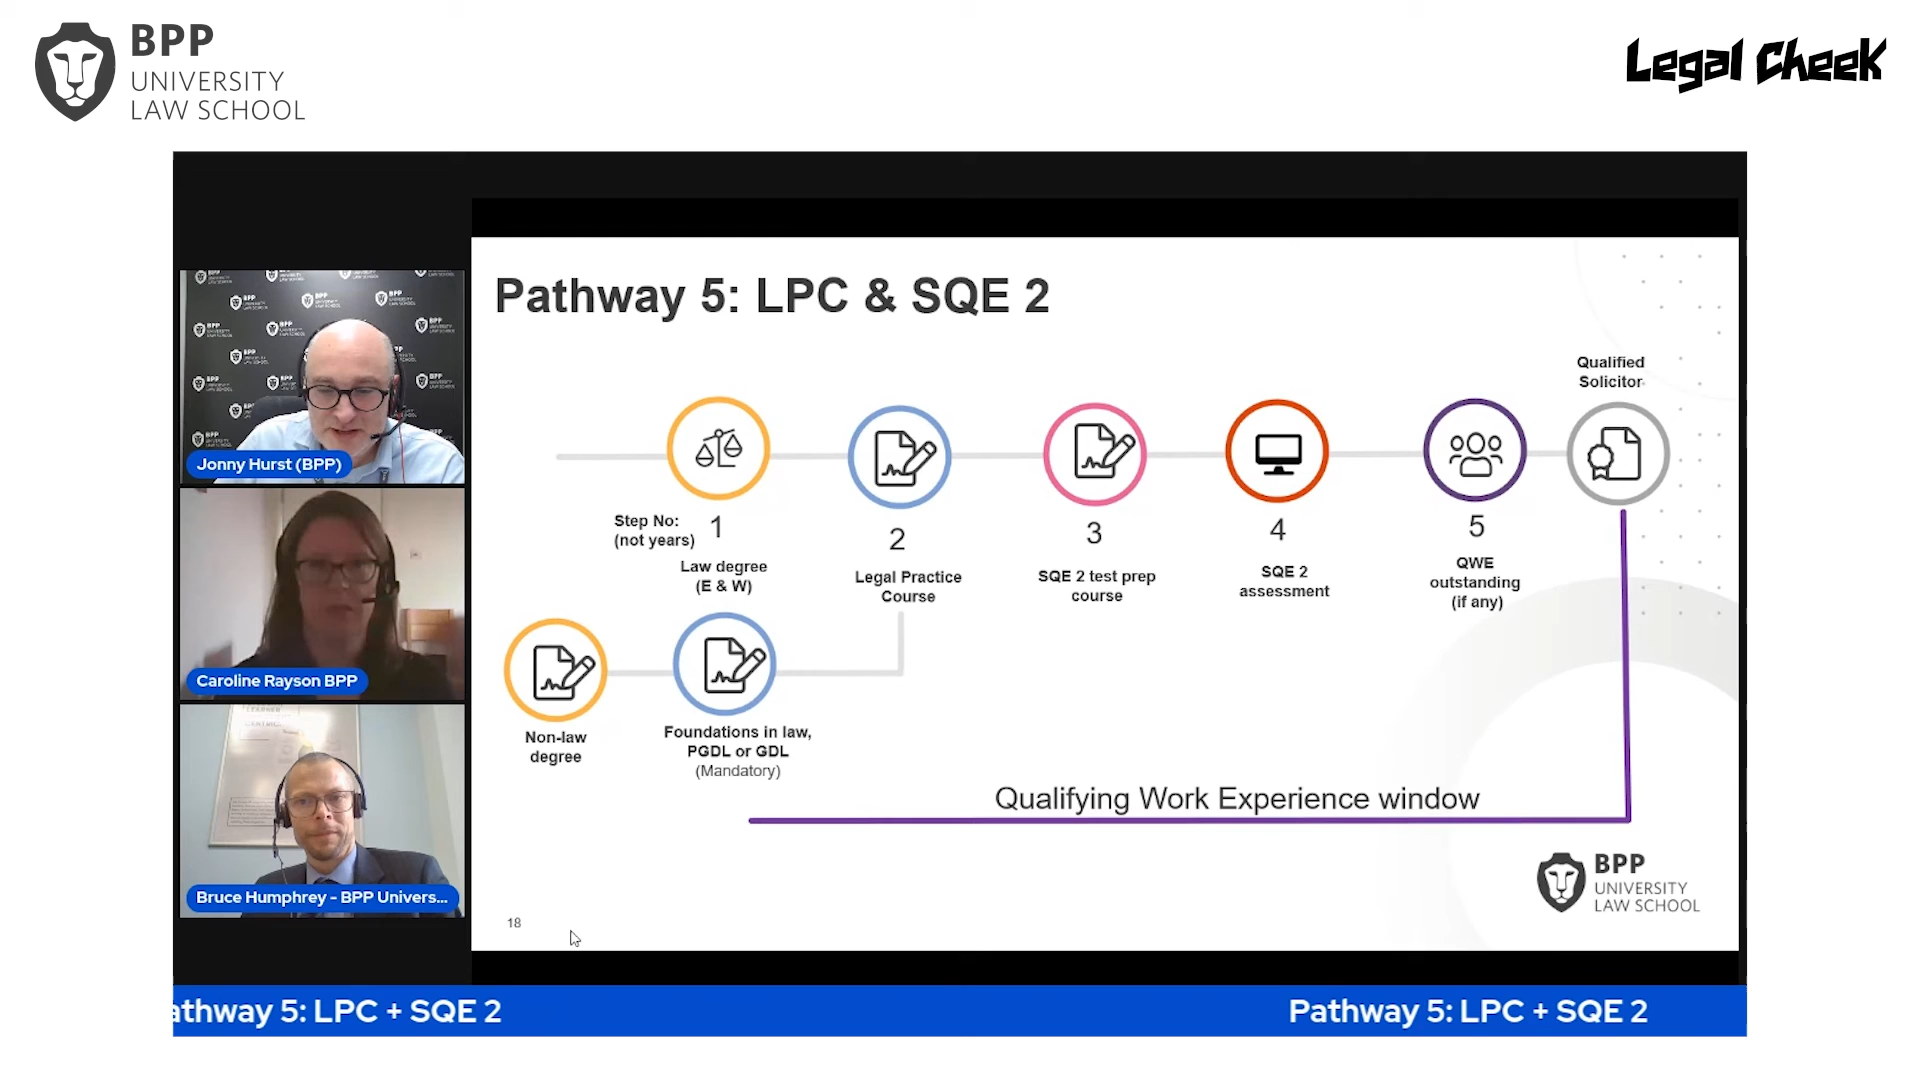 BPP
UNIVERSITY
LAW SCHOOL
Legal Cheek
Jonny Hurst (BPP)
Caroline Rayson BPP
Bruce Humphrey - BPP Univers...
Pathway 5: LPC & SQE 2
Qualified
Solicitor
Step No:
(not years)
1
Law degree
(E & W)
2
Legal Practice
Course
3
SQE 2 test prep
course
4
SQE 2
assessment
5
QWE
outstanding
(if any)
Non-law
degree
Foundations in law,
PGDL or GDL
(Mandatory)
Qualifying Work Experience window
BPP
UNIVERSITY
LAW SCHOOL
18
athway 5: LPC + SQE 2
Pathway 5: LPC + SQE 2